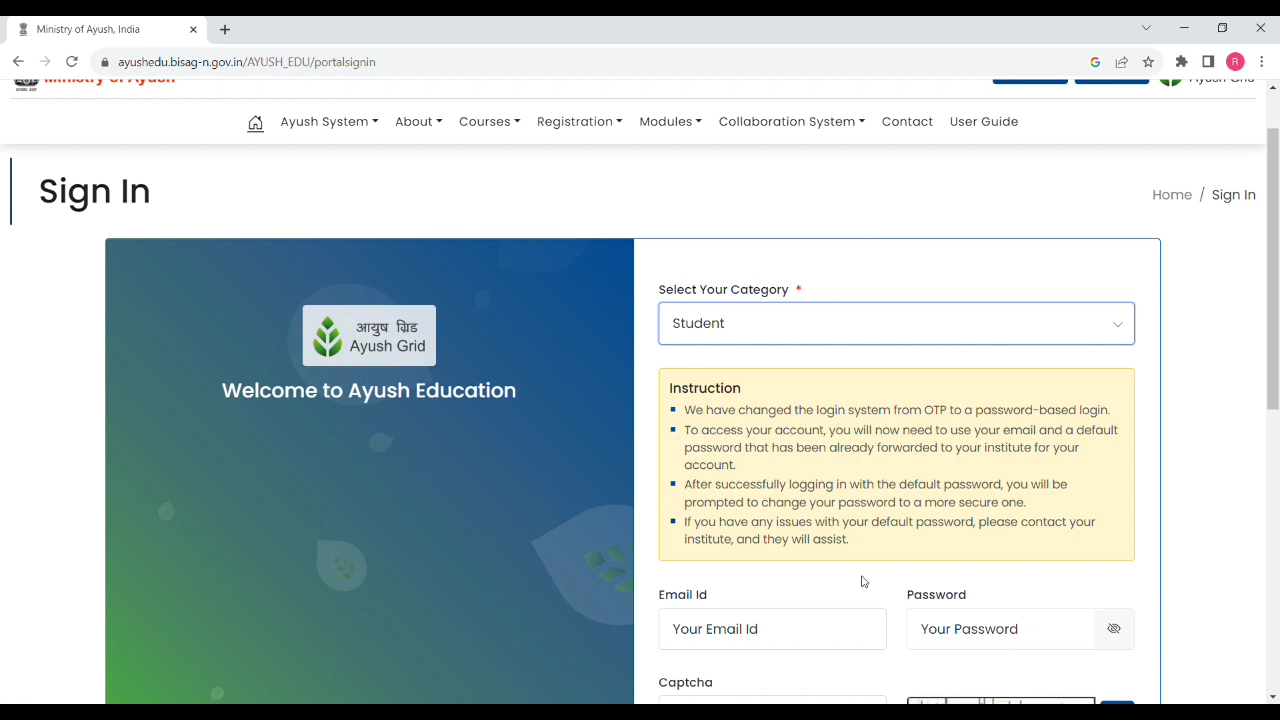 Ministry of Ayush, India
ayushedu.bisag-n.gov.in/AYUSH_EDU/portalsignin
R
Ministry of Ayush
Ayush Grid
Ayush System
About
Courses
Registration
Modules
Collaboration System
Contact
User Guide
Sign In
Home / Sign In
आयुष ग्रिड
Ayush Grid
Welcome to Ayush Education
Select Your Category *
Student
Instruction
We have changed the login system from OTP to a password-based login.
To access your account, you will now need to use your email and a default
password that has been already forwarded to your institute for your
account.
After successfully logging in with the default password, you will be
prompted to change your password to a more secure one.
If you have any issues with your default password, please contact your
institute, and they will assist.
Email Id
Password
Your Email Id
Your Password
Captcha